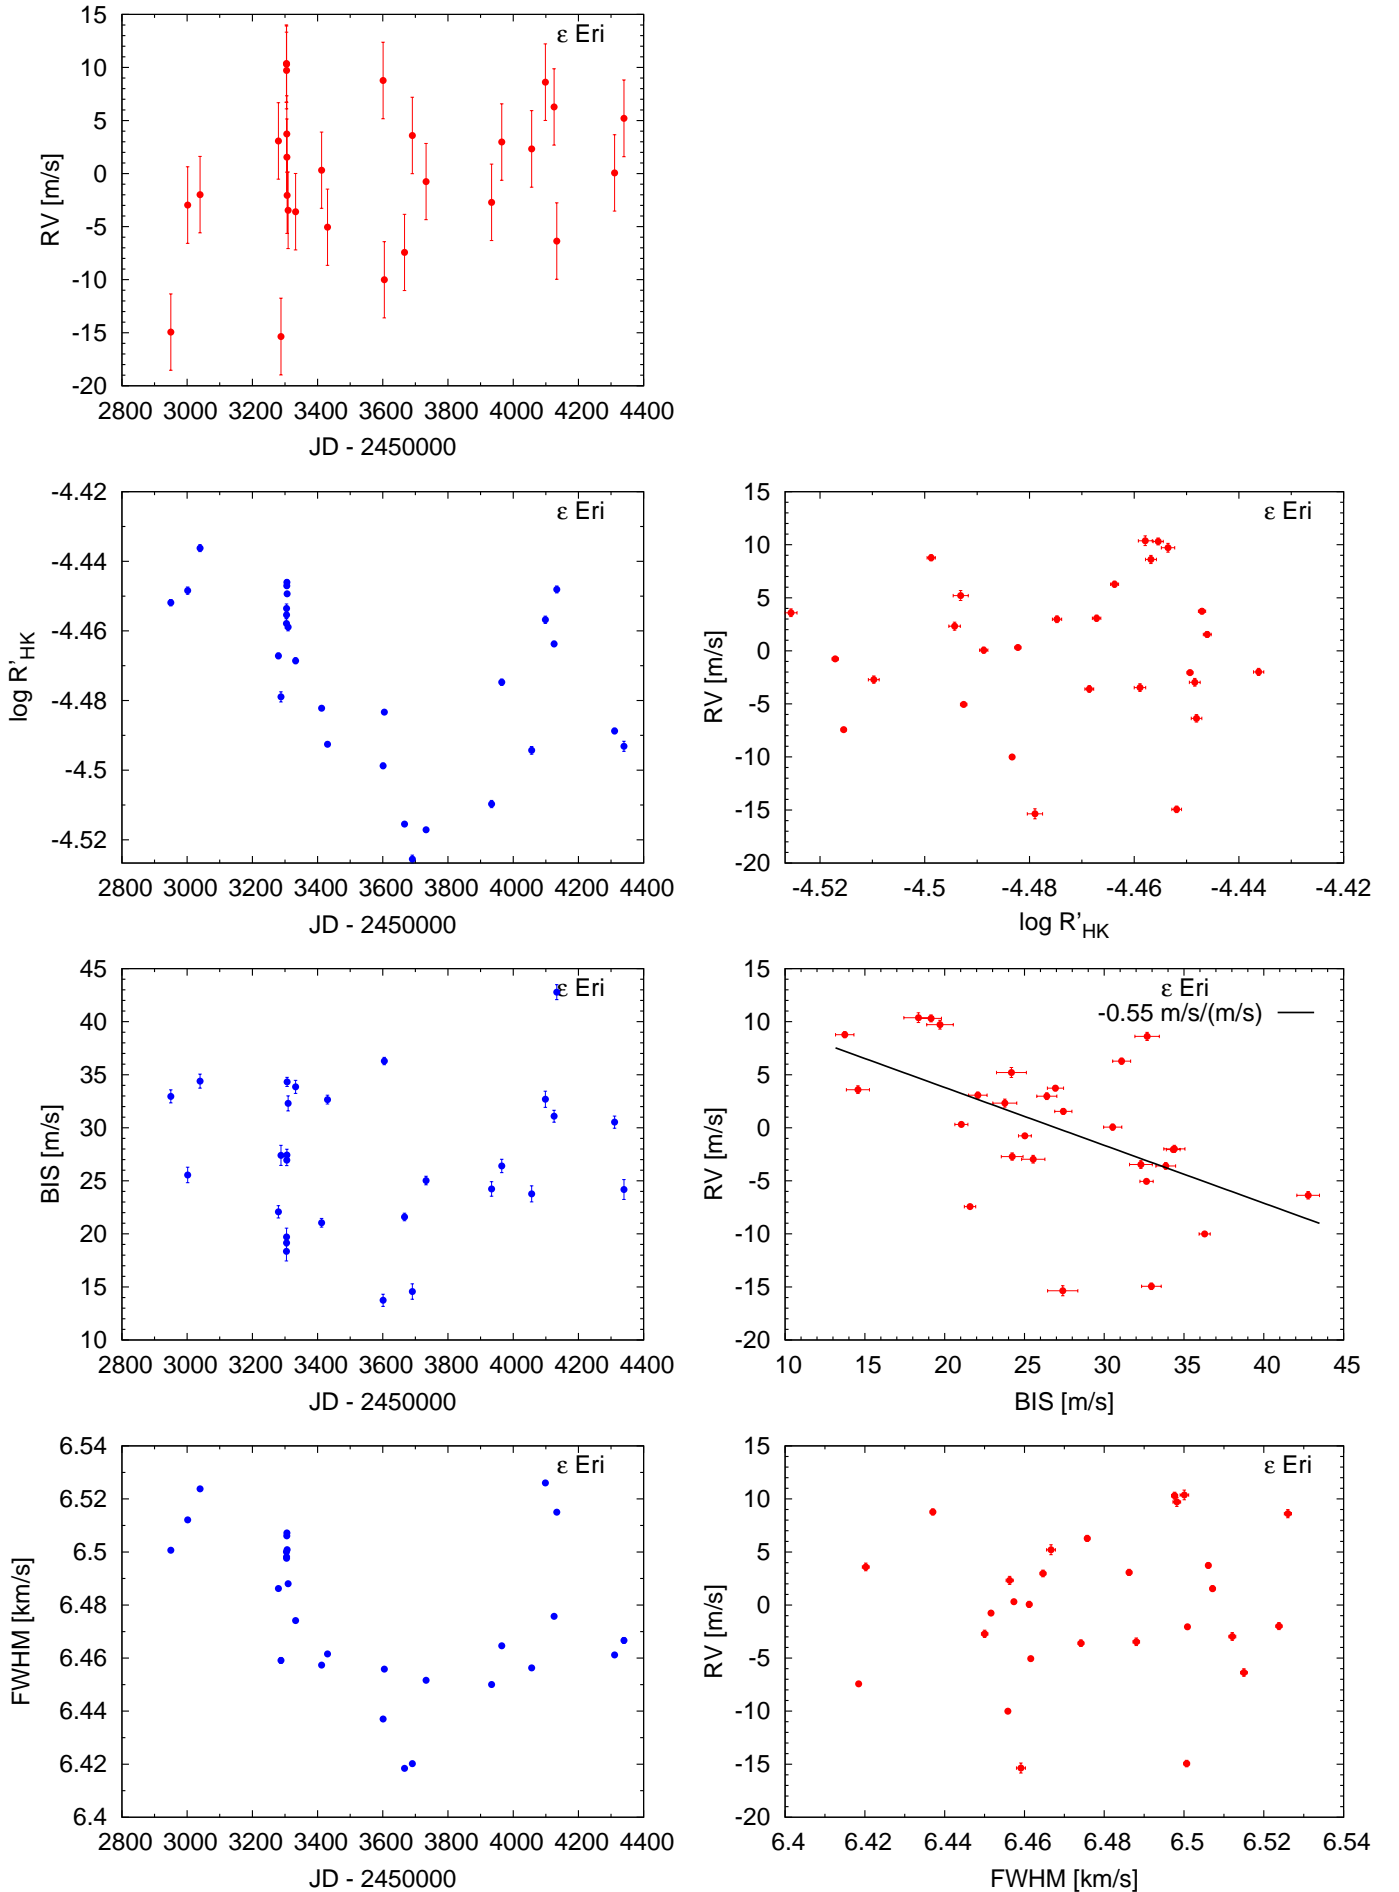 ε Eri
15
10
5
0
-5
-10
-15
-20
RV [m/s]
2800 3000 3200 3400 3600 3800 4000 4200 4400
JD - 2450000
ε Eri
-4.42
-4.44
-4.46
-4.48
-4.5
-4.52
log R'HK
2800 3000 3200 3400 3600 3800 4000 4200 4400
JD - 2450000
ε Eri
15
10
5
0
-5
-10
-15
-20
RV [m/s]
-4.52 -4.5 -4.48 -4.46 -4.44 -4.42
log R'HK
ε Eri
45
40
35
30
25
20
15
10
BIS [m/s]
2800 3000 3200 3400 3600 3800 4000 4200 4400
JD - 2450000
ε Eri
-0.55 m/s/(m/s)
15
10
5
0
-5
-10
-15
-20
RV [m/s]
10 15 20 25 30 35 40 45
BIS [m/s]
ε Eri
6.54
6.52
6.5
6.48
6.46
6.44
6.42
6.4
FWHM [km/s]
2800 3000 3200 3400 3600 3800 4000 4200 4400
JD - 2450000
ε Eri
15
10
5
0
-5
-10
-15
-20
RV [m/s]
6.4 6.42 6.44 6.46 6.48 6.5 6.52 6.54
FWHM [km/s]